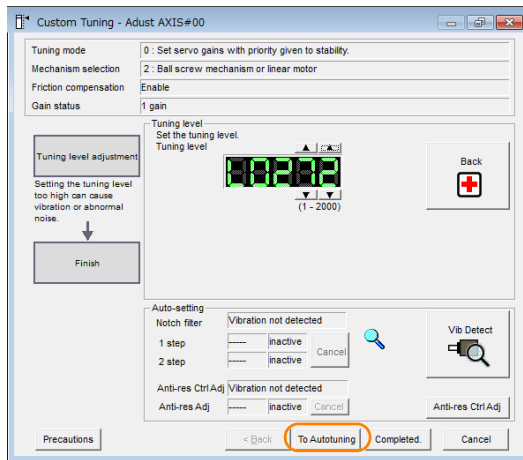 Custom Tuning - Adust AXIS#00
Tuning mode 0 : Set servo gains with priority given to stability.
Mechanism selection 2 : Ball screw mechanism or linear motor
Friction compensation Enable
Gain status 1 gain
Tuning level adjustment
Setting the tuning level
too high can cause
vibration or abnormal
noise.
Finish
Tuning level
Set the tuning level.
Tuning level
L0272
(1 - 2000)
Back
Auto-setting
Notch filter Vibration not detected
1 step ----- inactive
2 step ----- inactive
Cancel
Anti-res Ctrl Adj Vibration not detected
Anti-res Adj ----- inactive Cancel
Vib Detect
Anti-res Ctrl Adj
Precautions < Back To Autotuning Completed. Cancel